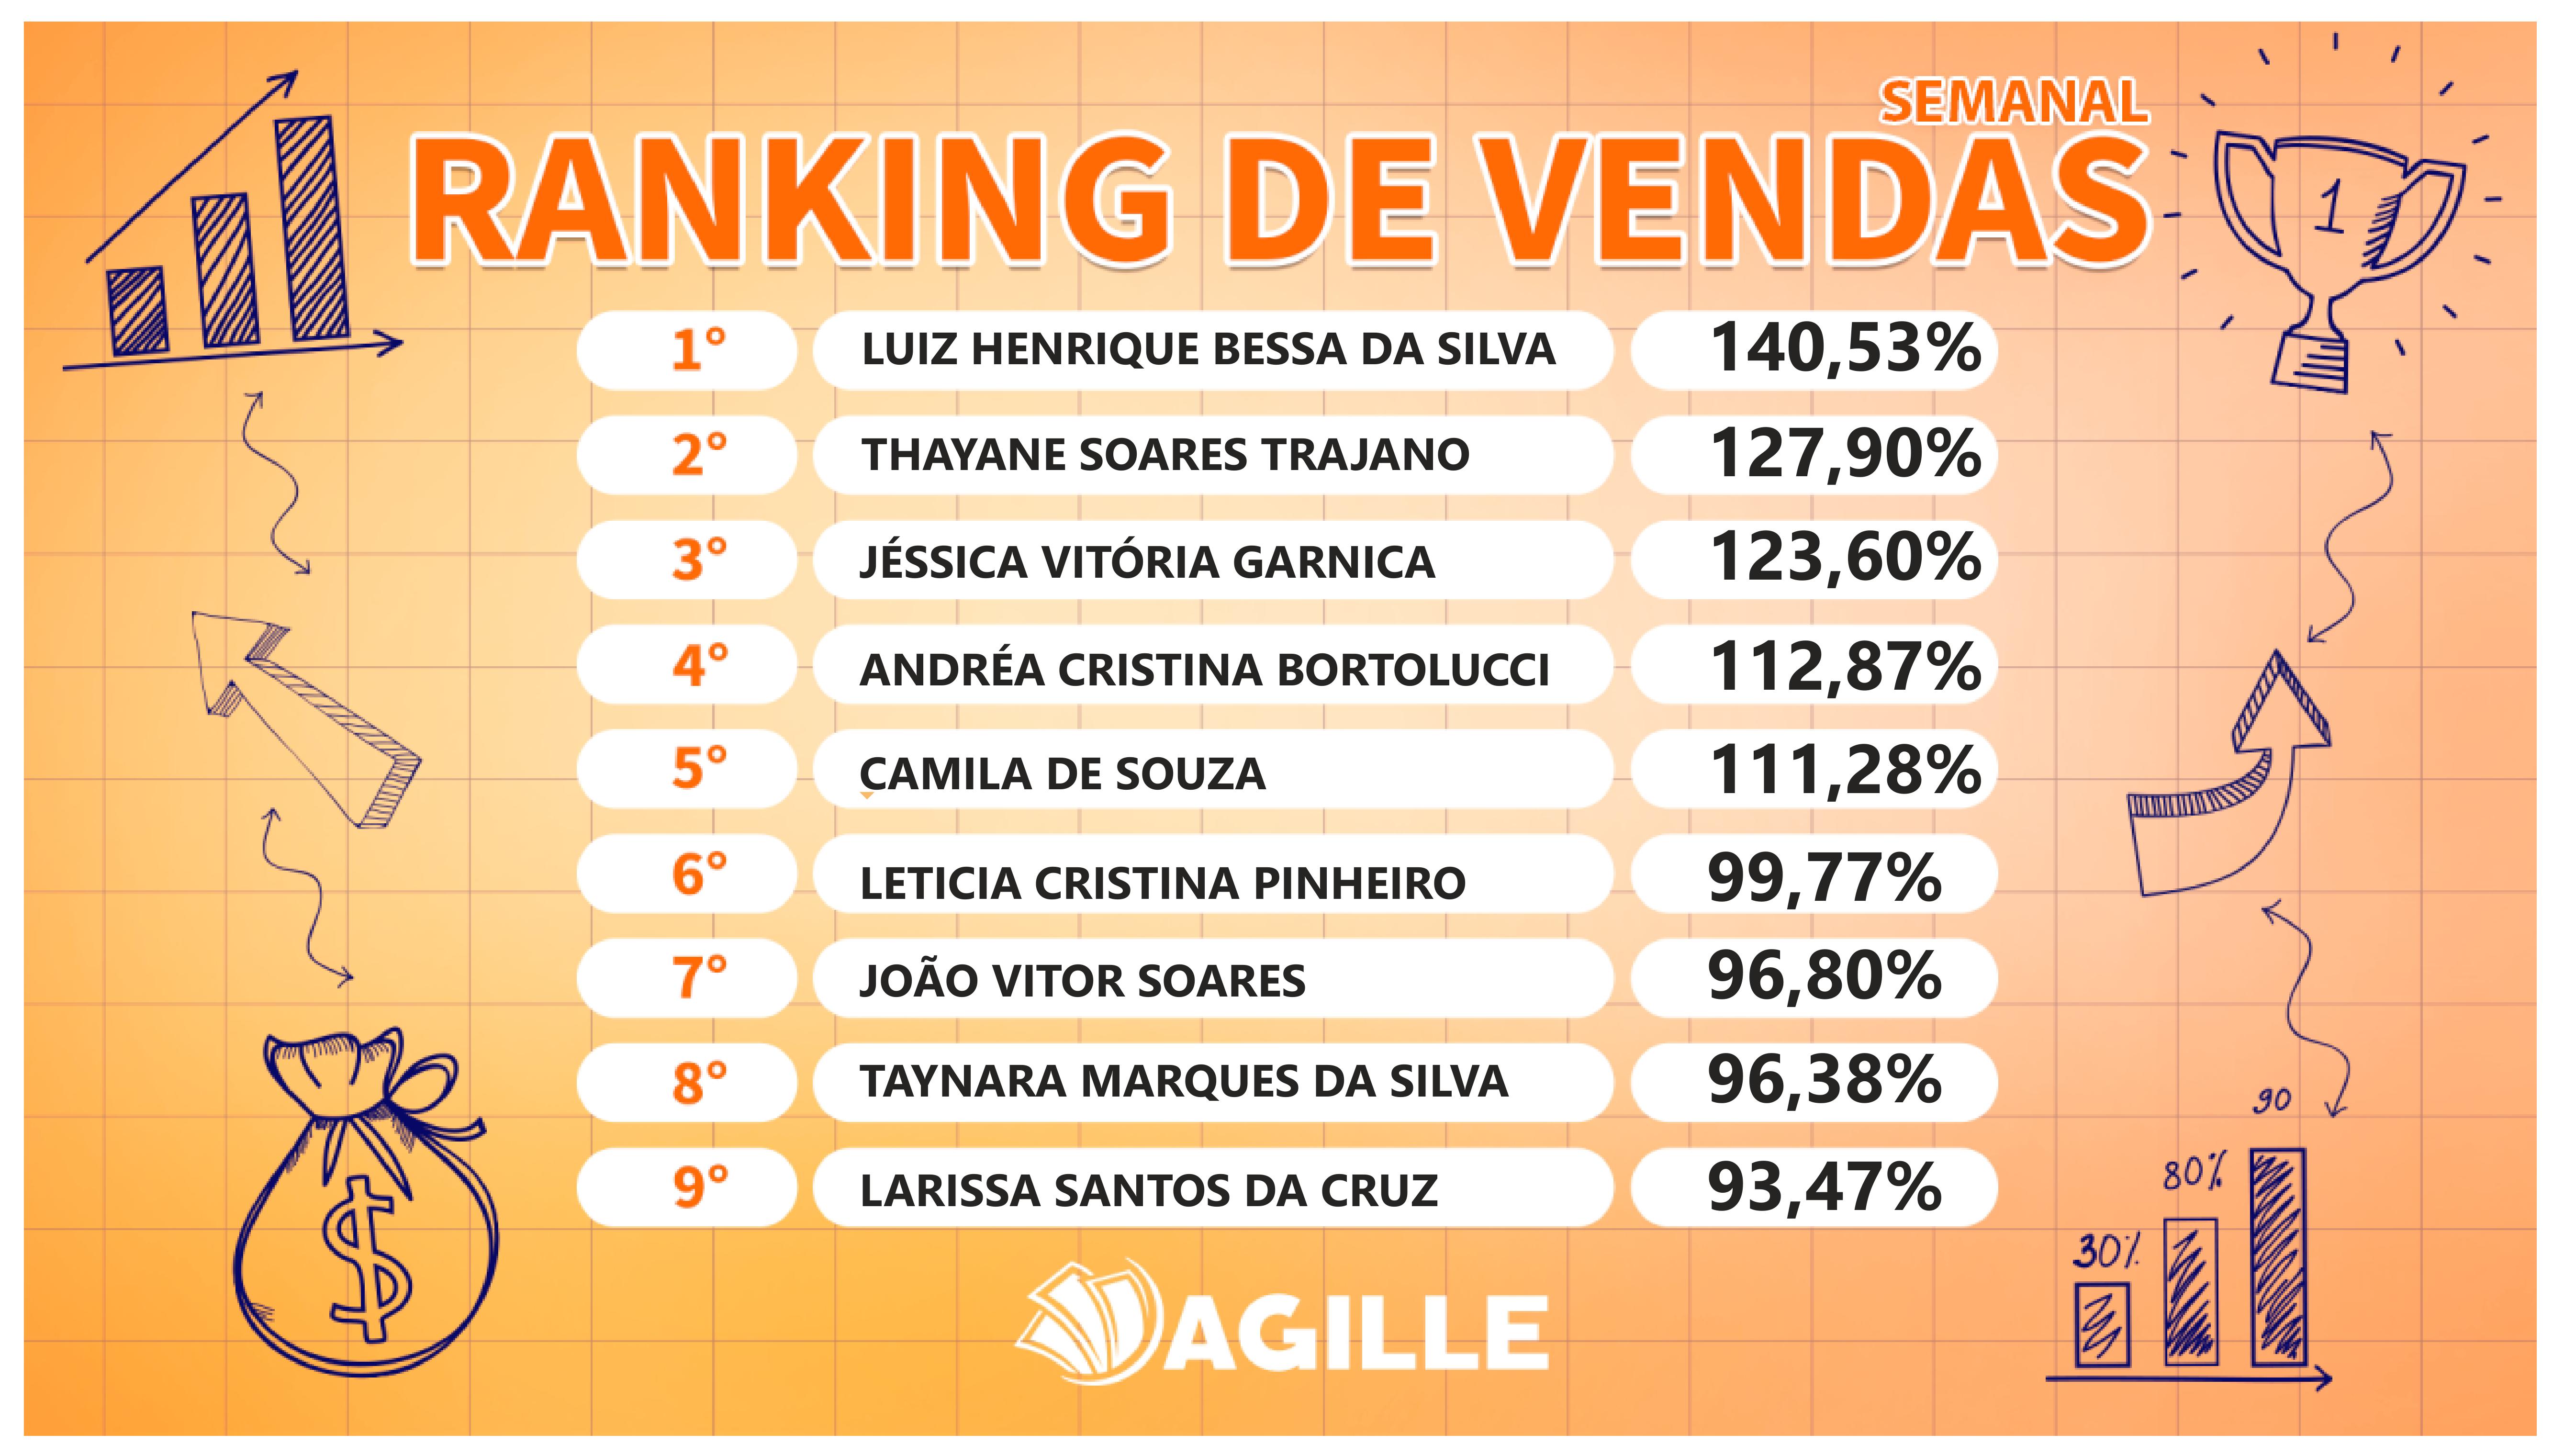 SEMANAL
RANKING DE VENDAS
1
1° LUIZ HENRIQUE BESSA DA SILVA 140,53%
2° THAYANE SOARES TRAJANO 127,90%
3° JÉSSICA VITÓRIA GARNICA 123,60%
4° ANDRÉA CRISTINA BORTOLUCCI 112,87%
5° CAMILA DE SOUZA 111,28%
6° LETICIA CRISTINA PINHEIRO 99,77%
7° JOÃO VITOR SOARES 96,80%
8° TAYNARA MARQUES DA SILVA 96,38%
9° LARISSA SANTOS DA CRUZ 93,47%
90
80%
30%
$
AGILLE